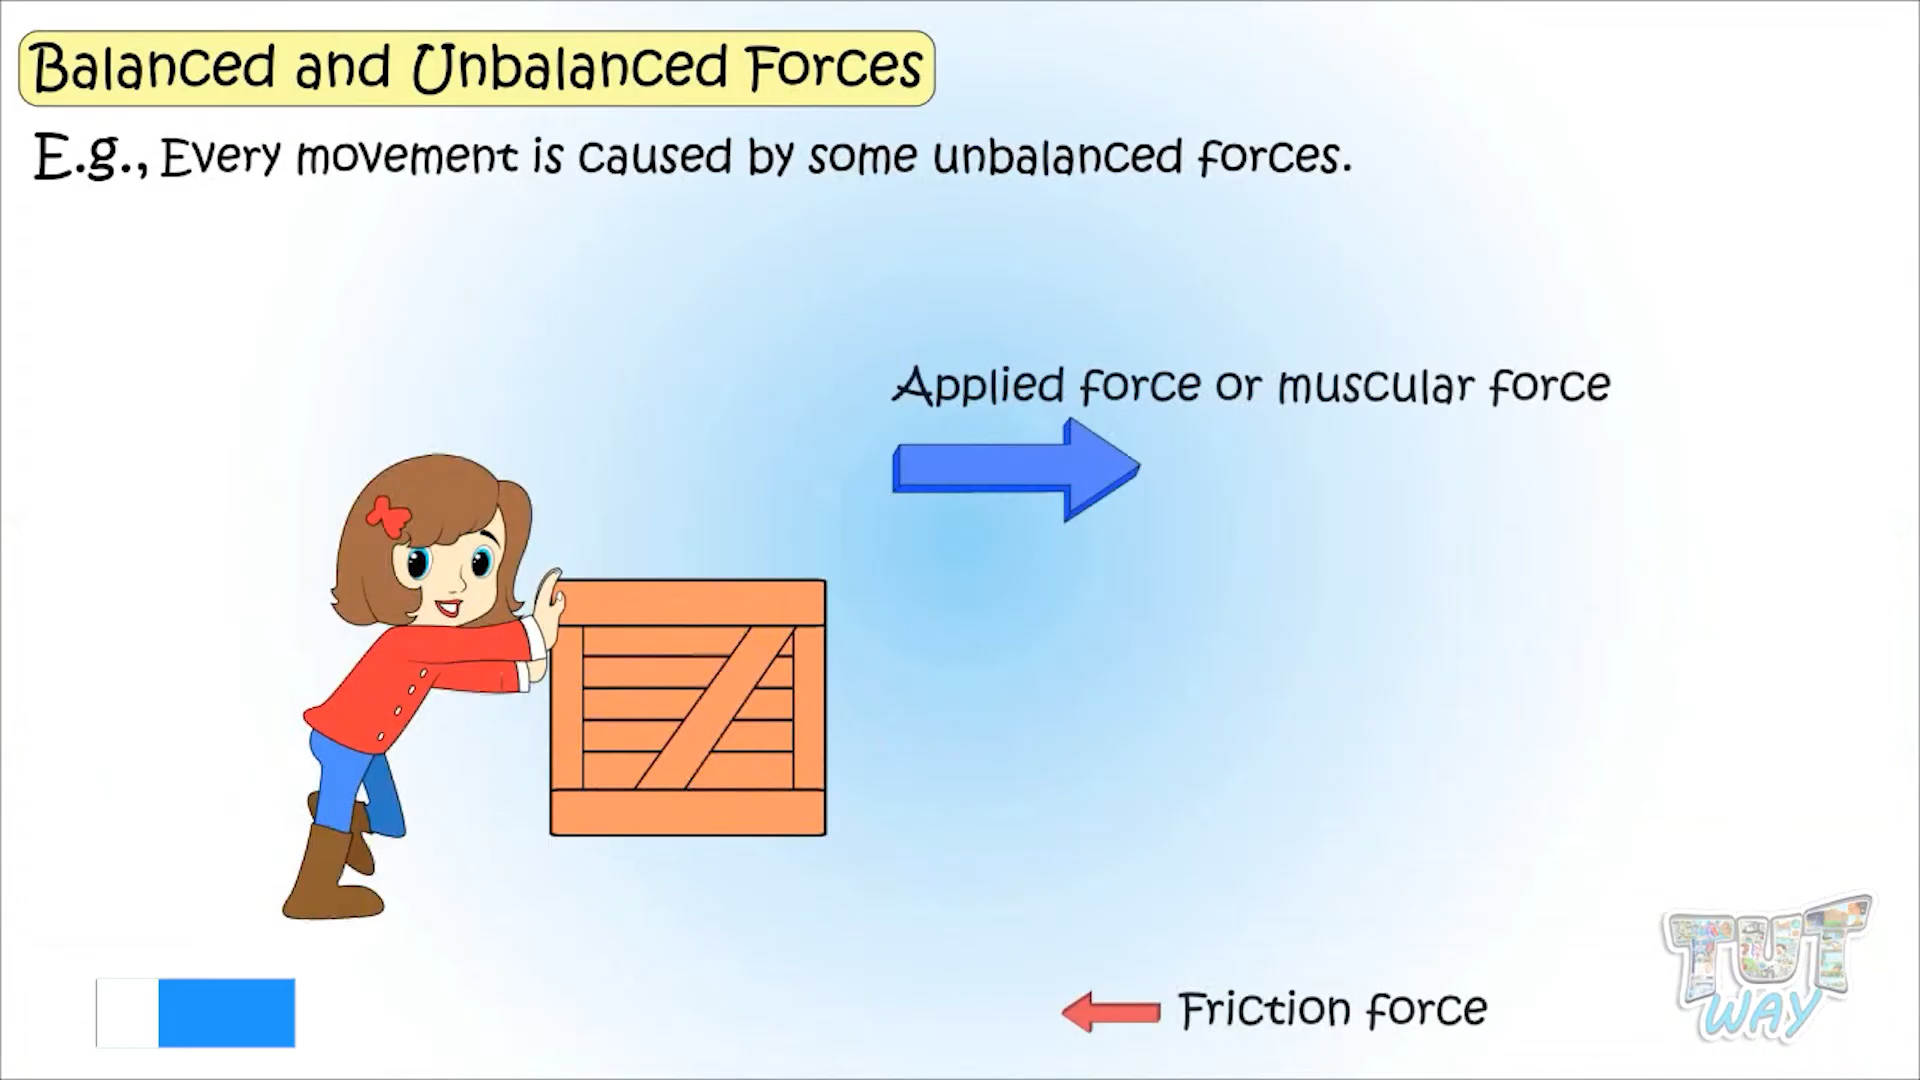 Balanced and Unbalanced Forces
E.g., Every movement is caused by some unbalanced forces.
Applied force or muscular force
Friction force
TUT
WAY